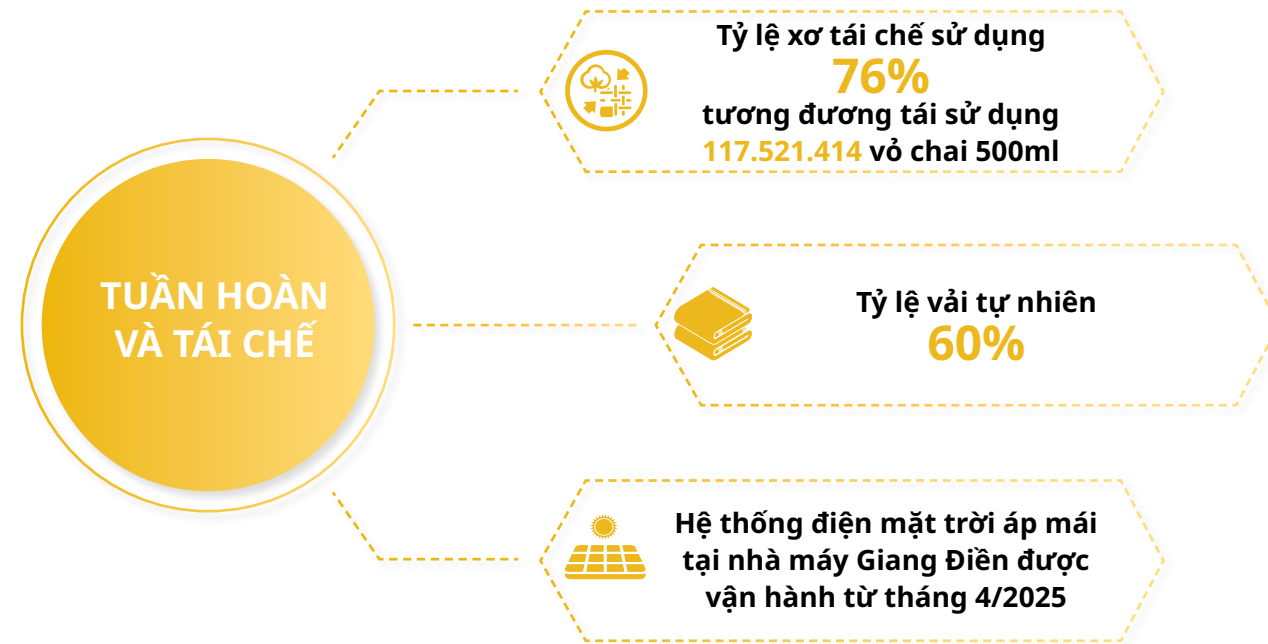 Tỷ lệ xơ tái chế sử dụng
76%
tương đương tái sử dụng
117.521.414 vỏ chai 500ml
TUẦN HOÀN
VÀ TÁI CHẾ
Tỷ lệ vải tự nhiên
60%
Hệ thống điện mặt trời áp mái
tại nhà máy Giang Điền được
vận hành từ tháng 4/2025